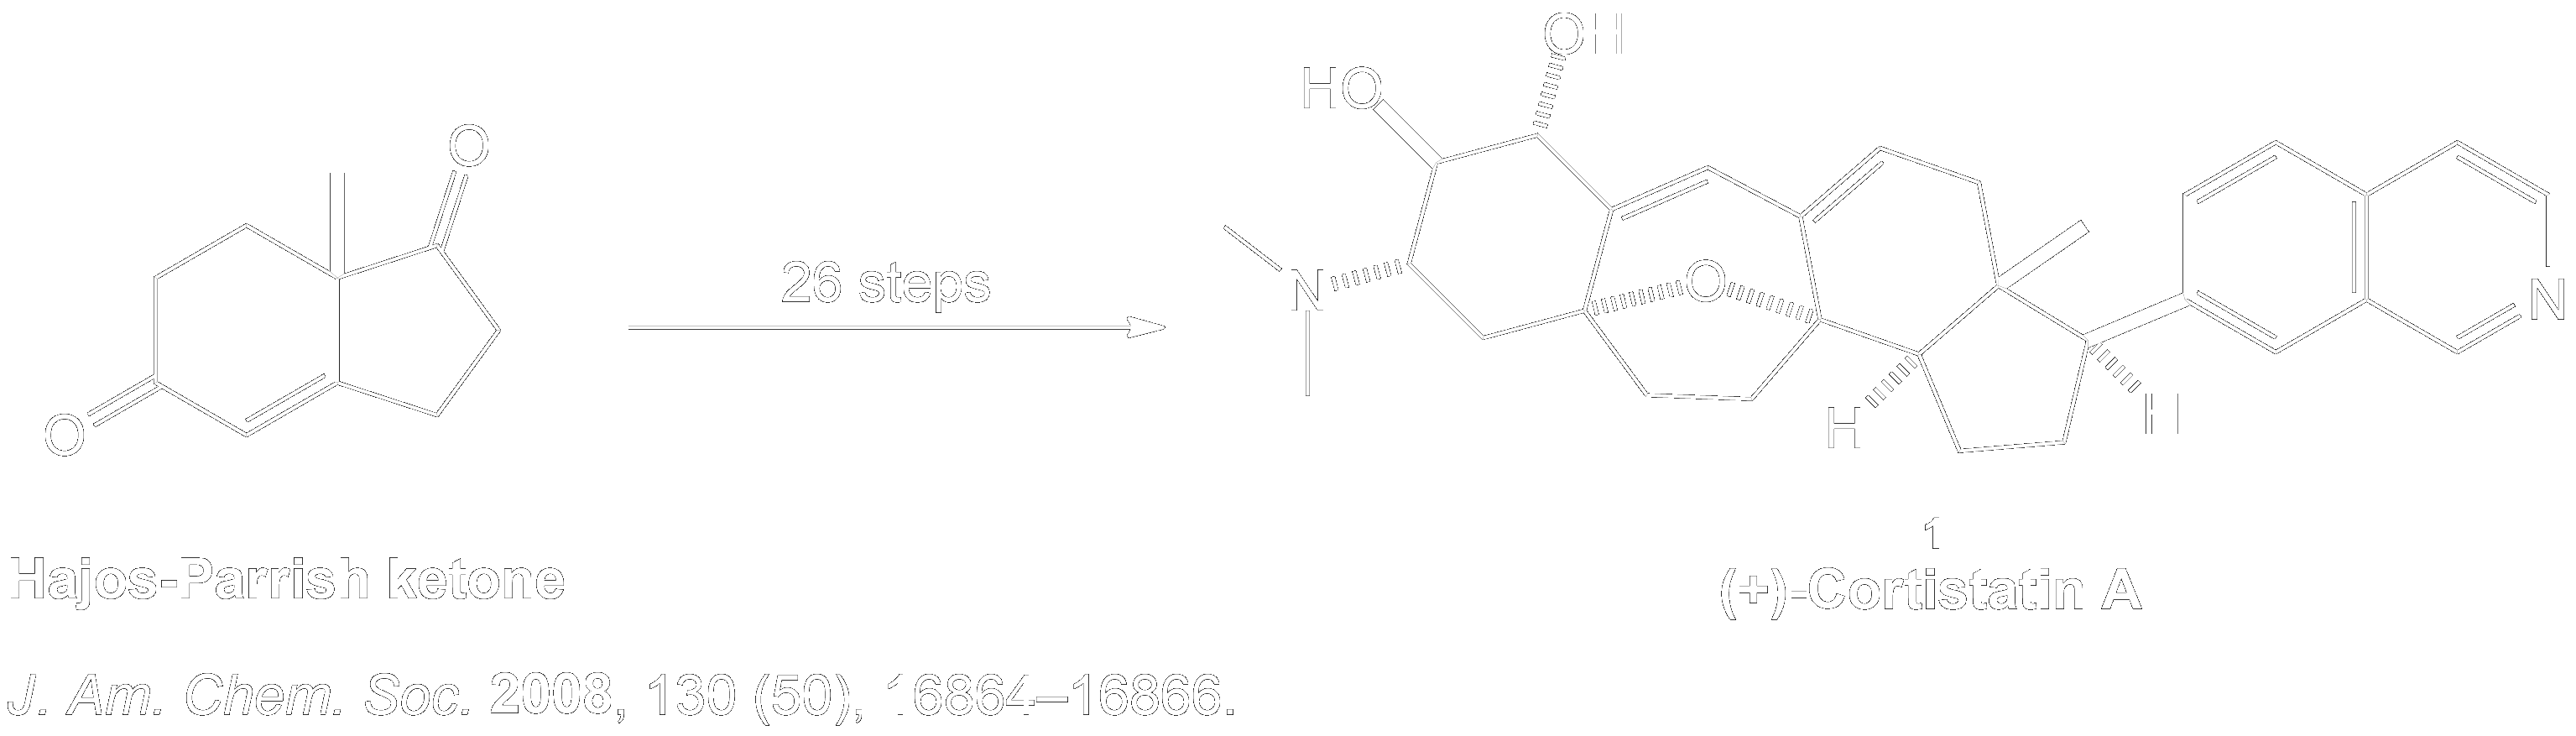 O
O
26 steps
HO
OH
N
O
H
H
N
1
Hajos-Parrish ketone
(+)-Cortistatin A
J. Am. Chem. Soc. 2008, 130 (50), 16864–16866.